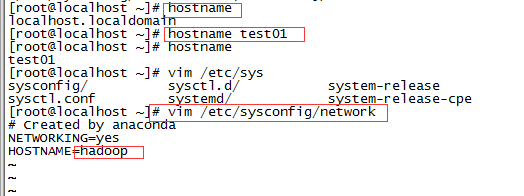 [root@localhost ~]# hostname
localhost.localdomain
[root@localhost ~]# hostname test01
[root@localhost ~]# hostname
test01
[root@localhost ~]# vim /etc/sys
sysconfig/ sysctl.d/ system-release
sysctl.conf systemd/ system-release-cpe
[root@localhost ~]# vim /etc/sysconfig/network
# Created by anaconda
NETWORKING=yes
HOSTNAME=hadoop
~
~
~